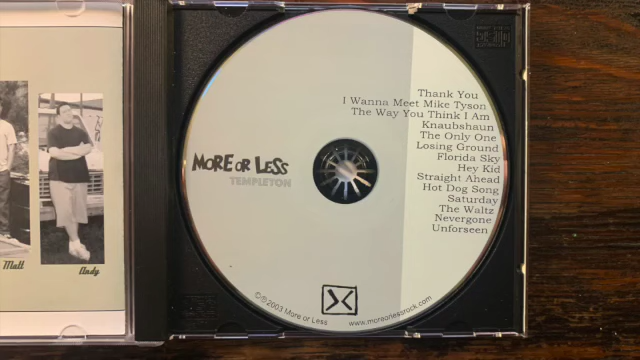 Matt
Andy
MORE OR LESS
TEMPLETON
Thank You
I Wanna Meet Mike Tyson
The Way You Think I Am
Knaubshaun
The Only One
Losing Ground
Florida Sky
Hey Kid
Straight Ahead
Hot Dog Song
Saturday
The Waltz
Nevergone
Unforseen
©℗ 2003 More or Less
www.moreorlessrock.com